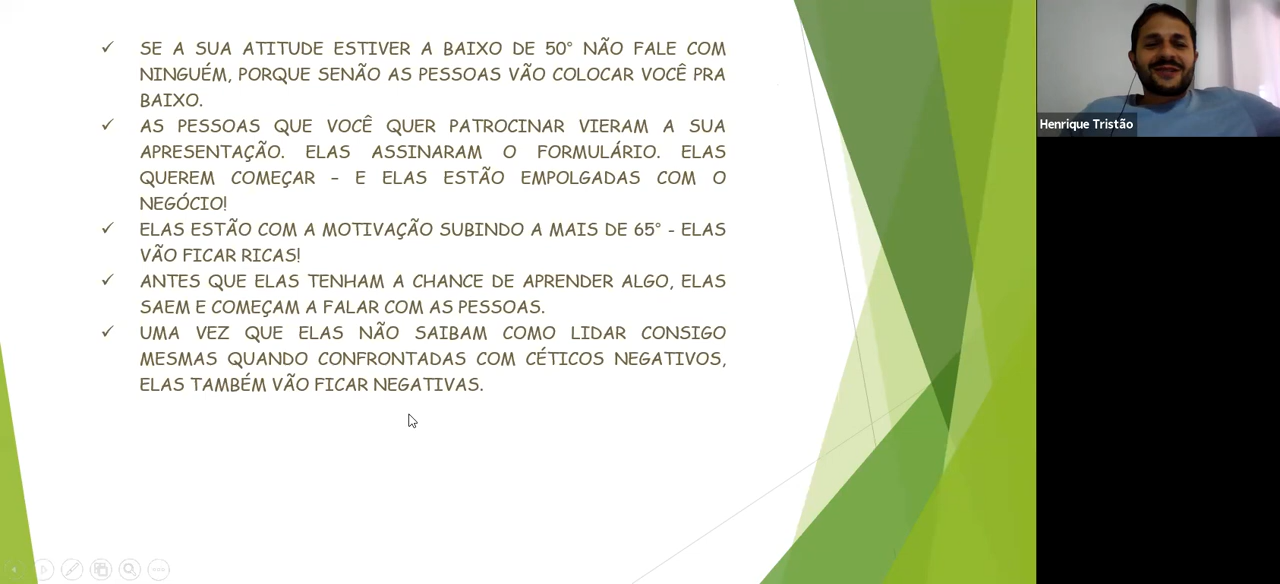 SE A SUA ATITUDE ESTIVER A BAIXO DE 50° NÃO FALE COM
NINGUÉM, PORQUE SENÃO AS PESSOAS VÃO COLOCAR VOCÊ PRA
BAIXO.
AS PESSOAS QUE VOCÊ QUER PATROCINAR VIERAM A SUA
APRESENTAÇÃO. ELAS ASSINARAM O FORMULÁRIO. ELAS
QUEREM COMEÇAR – E ELAS ESTÃO EMPOLGADAS COM O
NEGÓCIO!
ELAS ESTÃO COM A MOTIVAÇÃO SUBINDO A MAIS DE 65° - ELAS
VÃO FICAR RICAS!
ANTES QUE ELAS TENHAM A CHANCE DE APRENDER ALGO, ELAS
SAEM E COMEÇAM A FALAR COM AS PESSOAS.
UMA VEZ QUE ELAS NÃO SAIBAM COMO LIDAR CONSIGO
MESMAS QUANDO CONFRONTADAS COM CÉTICOS NEGATIVOS,
ELAS TAMBÉM VÃO FICAR NEGATIVAS.
Henrique Tristão